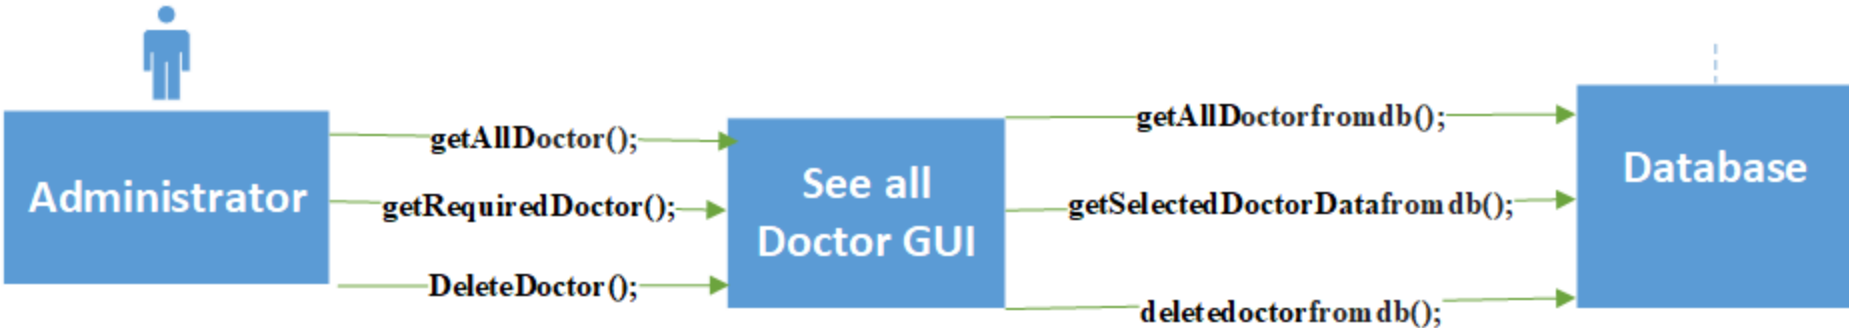 Administrator
getAllDoctor();
getRequiredDoctor();
DeleteDoctor();
See all
Doctor GUI
getAllDoctorfromdb();
getSelectedDoctorDatafromdb();
deletedoctorfromdb();
Database